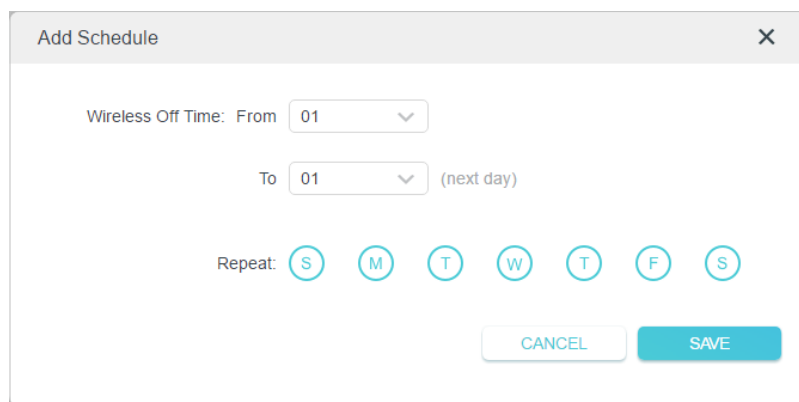 Add Schedule
Wireless Off Time: From 01
To 01 (next day)
Repeat: S M T W T F S
CANCEL SAVE